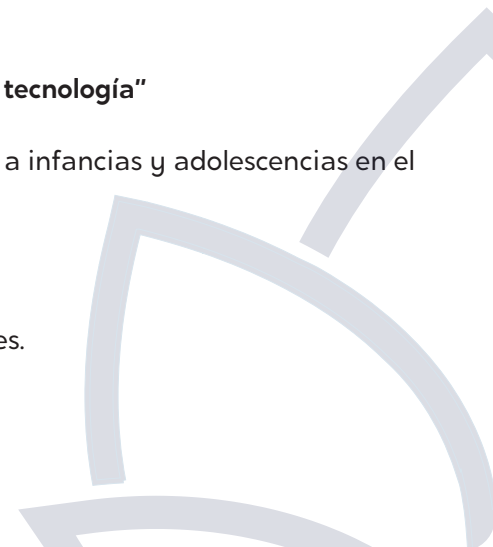 tecnología”
a infancias y adolescencias en el
es.